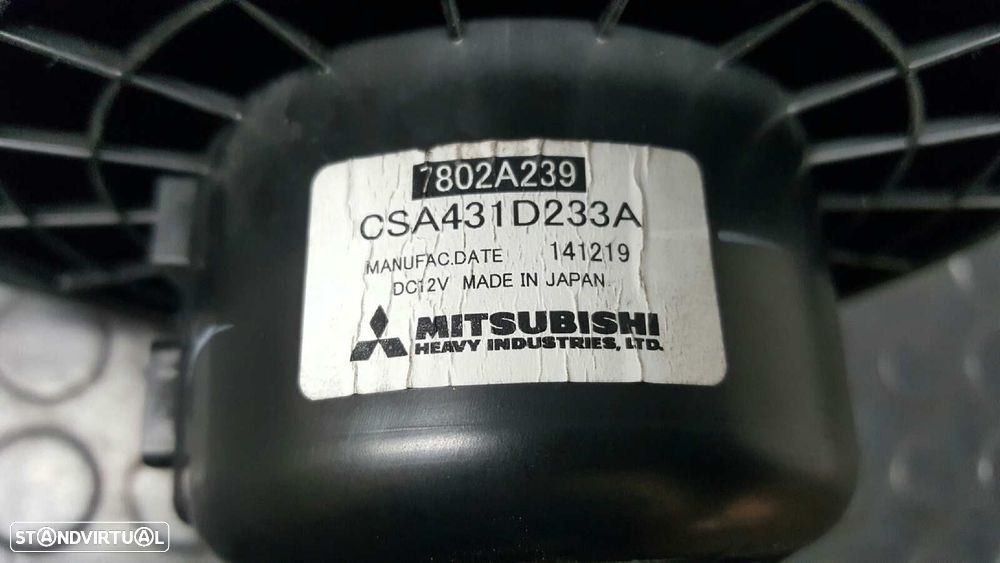 7802A239
CSA431D233A
MANUFAC.DATE 141219
DC12V MADE IN JAPAN
MITSUBISHI
HEAVY INDUSTRIES, LTD.
STANDVIRTUAL